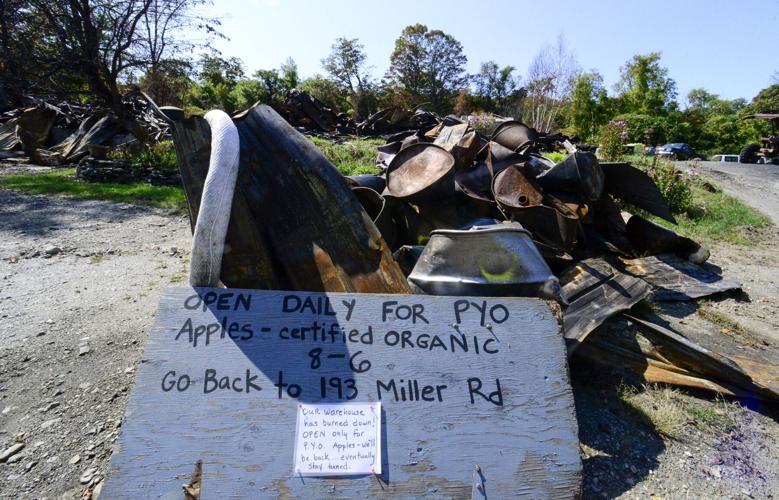 OPEN DAILY FOR PYO
Apples - certified ORGANIC
8-6
Go Back to 193 Miller Rd
OUR Warehouse
has burned down!
OPEN only for
P.Y.O. Apples - we'll
be back... eventually
stay tuned.